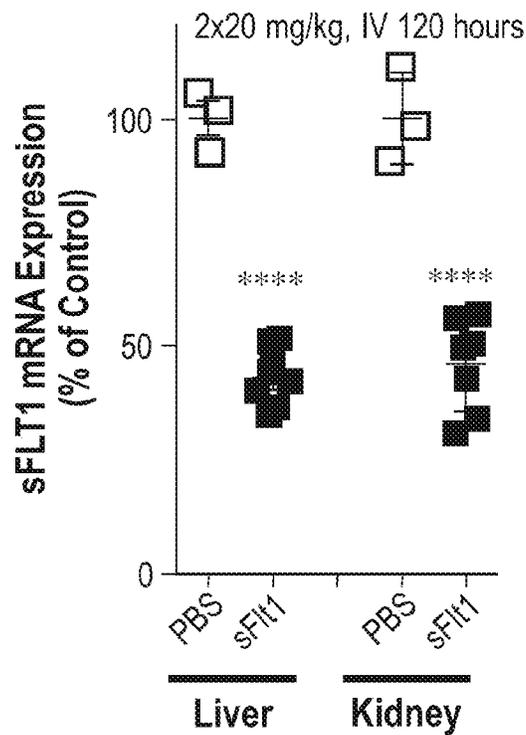 2x20 mg/kg, IV 120 hours
sFLT1 mRNA Expression
(% of Control)
100
50
0
****
****
PBS
sFlt1
PBS
sFlt1
Liver
Kidney